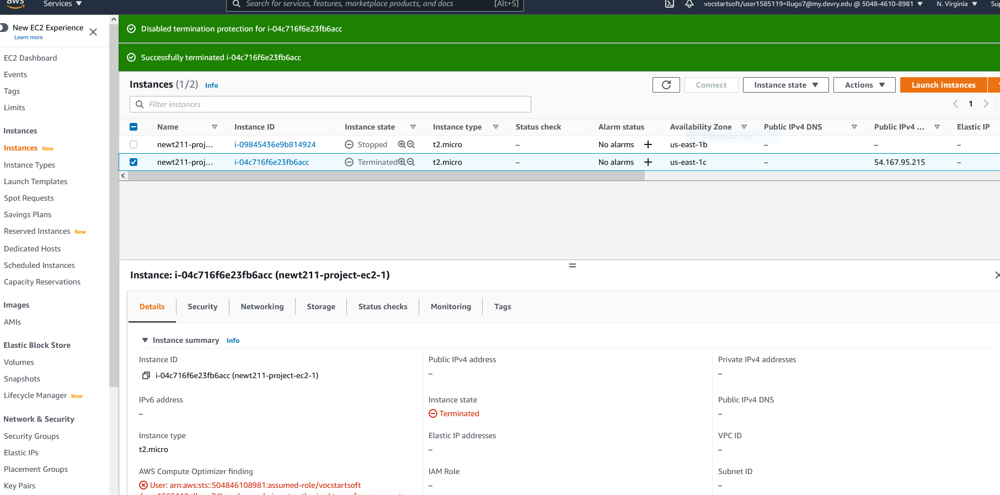 aws Services Search for services, features, marketplace products, and docs [Alt+S] vocstartsoft/user1585119=llugo7@my.devry.edu @ 5048-4610-8981 N. Virginia
New EC2 Experience
Learn more
Disabled termination protection for i-04c716f6e23fb6acc
Successfully terminated i-04c716f6e23fb6acc
EC2 Dashboard
Events
Tags
Limits
Instances
Instances New
Instance Types
Launch Templates
Spot Requests
Savings Plans
Reserved Instances New
Dedicated Hosts
Scheduled Instances
Capacity Reservations
Images
AMIs
Elastic Block Store
Volumes
Snapshots
Lifecycle Manager New
Network & Security
Security Groups
Elastic IPs
Placement Groups
Key Pairs
Instances (1/2) Info Connect Instance state Actions Launch instances
Filter instances 1
Name Instance ID Instance state Instance type Status check Alarm status Availability Zone Public IPv4 DNS Public IPv4 ... Elastic IP
Rectangular Snip
newt211-proj... i-09845436e9b814924 Stopped t2.micro – No alarms + us-east-1b – – –
newt211-proj... i-04c716f6e23fb6acc Terminated t2.micro – No alarms + us-east-1c – 54.167.95.215 –
Instance: i-04c716f6e23fb6acc (newt211-project-ec2-1)
Details Security Networking Storage Status checks Monitoring Tags
Instance summary Info
Instance ID Public IPv4 address Private IPv4 addresses
i-04c716f6e23fb6acc (newt211-project-ec2-1) – –
IPv6 address Instance state Public IPv4 DNS
– Terminated –
Instance type Elastic IP addresses VPC ID
t2.micro – –
AWS Compute Optimizer finding IAM Role Subnet ID
User: arn:aws:sts::504846108981:assumed-role/vocstartsoft – –